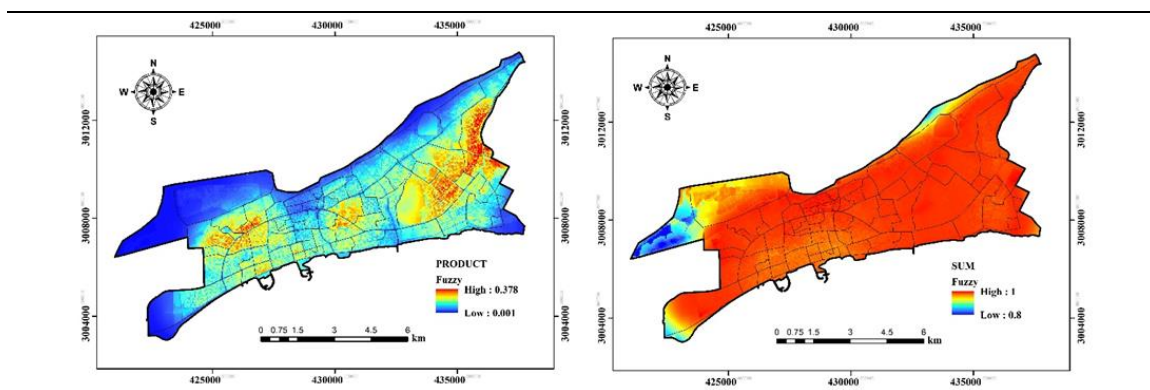 425000 430000 435000
N
W E
S
3012000
3008000
3004000
PRODUCT
Fuzzy
High : 0.378
Low : 0.001
0 0.75 1.5 3 4.5 6
km
425000 430000 435000
425000 430000 435000
N
W E
S
3012000
3008000
3004000
SUM
Fuzzy
High : 1
Low : 0.8
0 0.75 1.5 3 4.5 6
km
425000 430000 435000